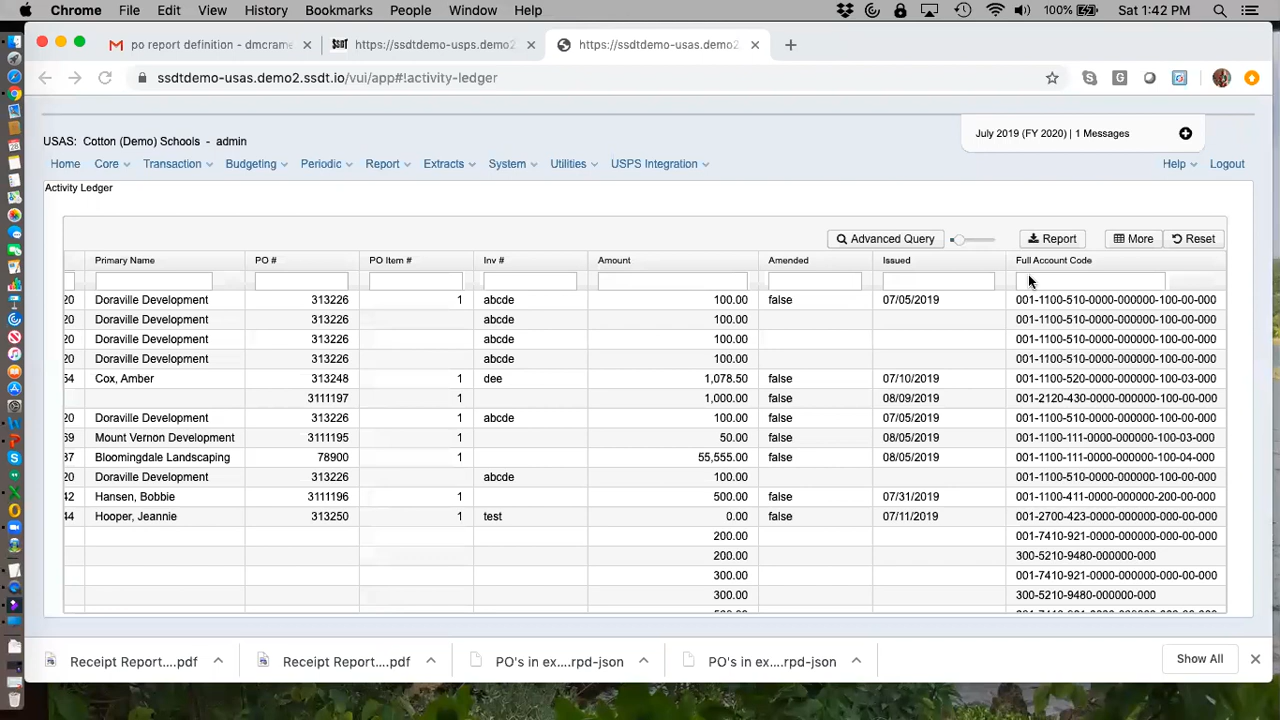 Chrome File Edit View History Bookmarks People Window Help 100% Sat 1:42 PM
po report definition - dmcrame × https://ssdtdemo-usps.demo2 × https://ssdtdemo-usas.demo2 × +
ssdtdemo-usas.demo2.ssdt.io/vui/app#!activity-ledger
July 2019 (FY 2020) | 1 Messages
USAS: Cotton (Demo) Schools - admin
Home Core Transaction Budgeting Periodic Report Extracts System Utilities USPS Integration Help Logout
Activity Ledger
Advanced Query Report More Reset
Primary Name PO # PO Item # Inv # Amount Amended Issued Full Account Code
20 Doraville Development 313226 1 abcde 100.00 false 07/05/2019 001-1100-510-0000-000000-100-00-000
20 Doraville Development 313226 abcde 100.00 001-1100-510-0000-000000-100-00-000
20 Doraville Development 313226 abcde 100.00 001-1100-510-0000-000000-100-00-000
20 Doraville Development 313226 abcde 100.00 001-1100-510-0000-000000-100-00-000
54 Cox, Amber 313248 1 dee 1,078.50 false 07/10/2019 001-1100-520-0000-000000-100-03-000
3111197 1 1,000.00 false 08/09/2019 001-2120-430-0000-000000-100-00-000
20 Doraville Development 313226 1 abcde 100.00 false 07/05/2019 001-1100-510-0000-000000-100-00-000
69 Mount Vernon Development 3111195 1 50.00 false 08/05/2019 001-1100-111-0000-000000-100-03-000
37 Bloomingdale Landscaping 78900 1 55,555.00 false 08/05/2019 001-1100-111-0000-000000-100-04-000
20 Doraville Development 313226 abcde 100.00 001-1100-510-0000-000000-100-00-000
42 Hansen, Bobbie 3111196 1 500.00 false 07/31/2019 001-1100-411-0000-000000-200-00-000
44 Hooper, Jeannie 313250 1 test 0.00 false 07/11/2019 001-2700-423-0000-000000-000-00-000
200.00 001-7410-921-0000-000000-000-00-000
200.00 300-5210-9480-000000-000
300.00 001-7410-921-0000-000000-000-00-000
300.00 300-5210-9480-000000-000
Receipt Report....pdf Receipt Report....pdf PO's in ex....rpd-json PO's in ex....rpd-json Show All ×